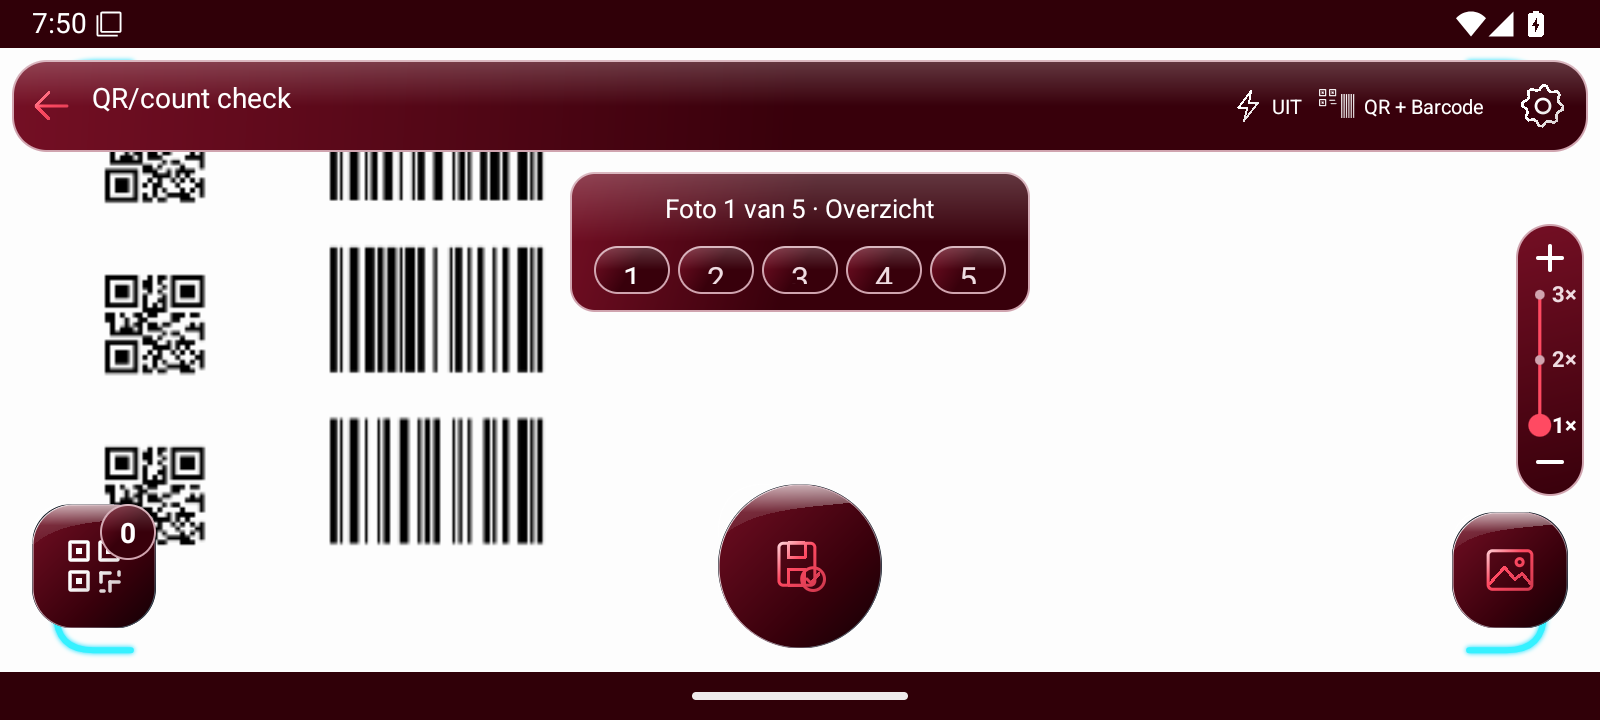 7:50
QR/count check
UIT
QR + Barcode
Foto 1 van 5 · Overzicht
1 2 3 4 5
3×
2×
1×
0